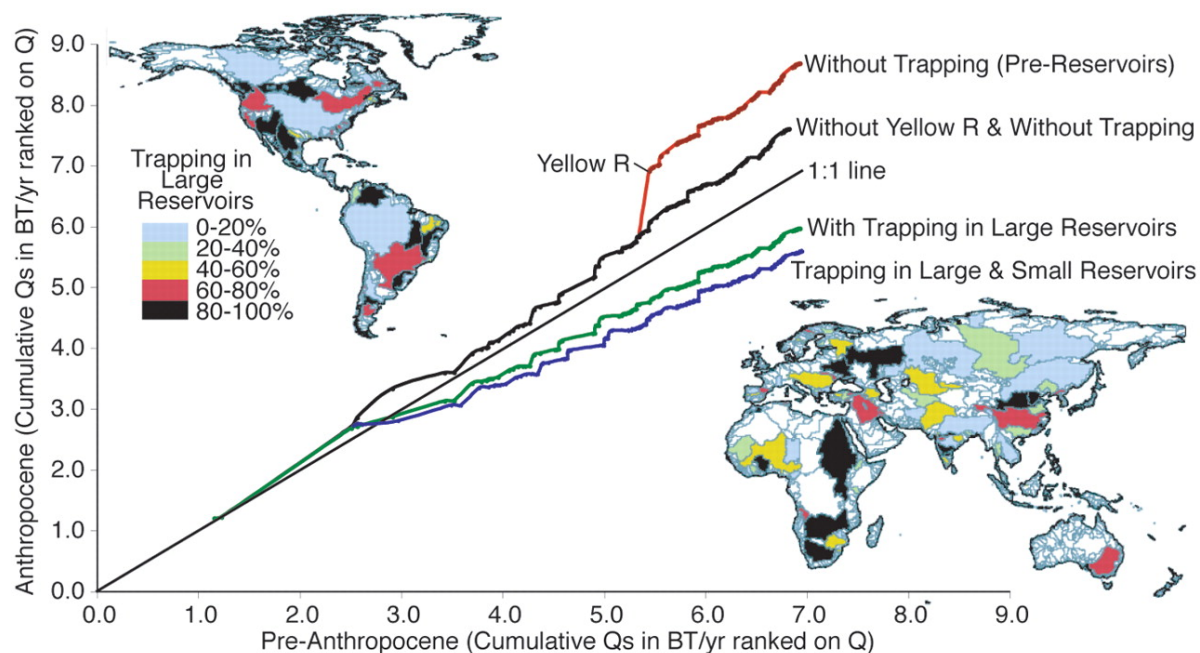 Anthropocene (Cumulative Qs in BT/yr ranked on Q)
9.0
8.0
7.0
6.0
5.0
4.0
3.0
2.0
1.0
0.0
Trapping in
Large
Reservoirs
0-20%
20-40%
40-60%
60-80%
80-100%
Without Trapping (Pre-Reservoirs)
Without Yellow R & Without Trapping
Yellow R
1:1 line
With Trapping in Large Reservoirs
Trapping in Large & Small Reservoirs
0.0 1.0 2.0 3.0 4.0 5.0 6.0 7.0 8.0 9.0
Pre-Anthropocene (Cumulative Qs in BT/yr ranked on Q)